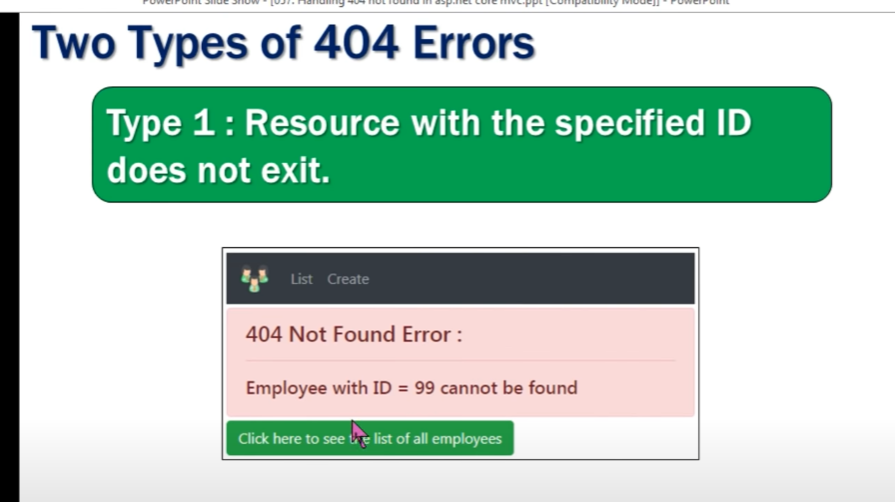 PowerPoint Slide Show - [057. Handling 404 not found in asp.net core mvc.ppt [Compatibility Mode]] - PowerPoint
Two Types of 404 Errors
Type 1 : Resource with the specified ID
does not exit.
List Create
404 Not Found Error :
Employee with ID = 99 cannot be found
Click here to see the list of all employees